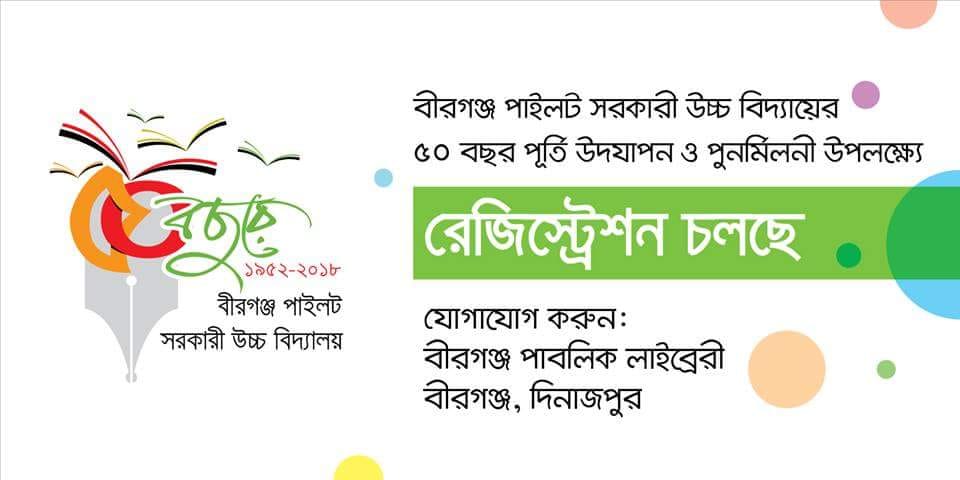 ৫০ বছরে
১৯৫২-২০১৮
বীরগঞ্জ পাইলট
সরকারী উচ্চ বিদ্যালয়
বীরগঞ্জ পাইলট সরকারী উচ্চ বিদ্যায়ের
৫০ বছর পূর্তি উদযাপন ও পুনর্মিলনী উপলক্ষ্যে
রেজিস্ট্রেশন চলছে
যোগাযোগ করুন:
বীরগঞ্জ পাবলিক লাইব্রেরী
বীরগঞ্জ, দিনাজপুর